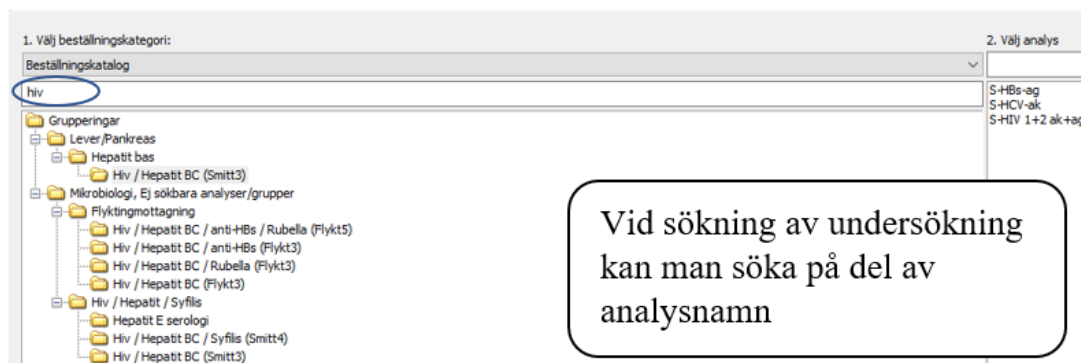 1. Välj beställningskategori:
2. Välj analys
Beställningskatalog
hiv
Grupperingar
Lever/Pankreas
Hepatit bas
Hiv / Hepatit BC (Smitt3)
Mikrobiologi, Ej sökbara analyser/grupper
Flyktingmottagning
Hiv / Hepatit BC / anti-HBs / Rubella (Flykt5)
Hiv / Hepatit BC / anti-HBs (Flykt3)
Hiv / Hepatit BC / Rubella (Flykt3)
Hiv / Hepatit BC (Flykt3)
Hiv / Hepatit / Syfilis
Hepatit E serologi
Hiv / Hepatit BC / Syfilis (Smitt4)
Hiv / Hepatit BC (Smitt3)
S-HBs-ag
S-HCV-ak
S-HIV 1+2 ak+ag
Vid sökning av undersökning
kan man söka på del av
analysnamn